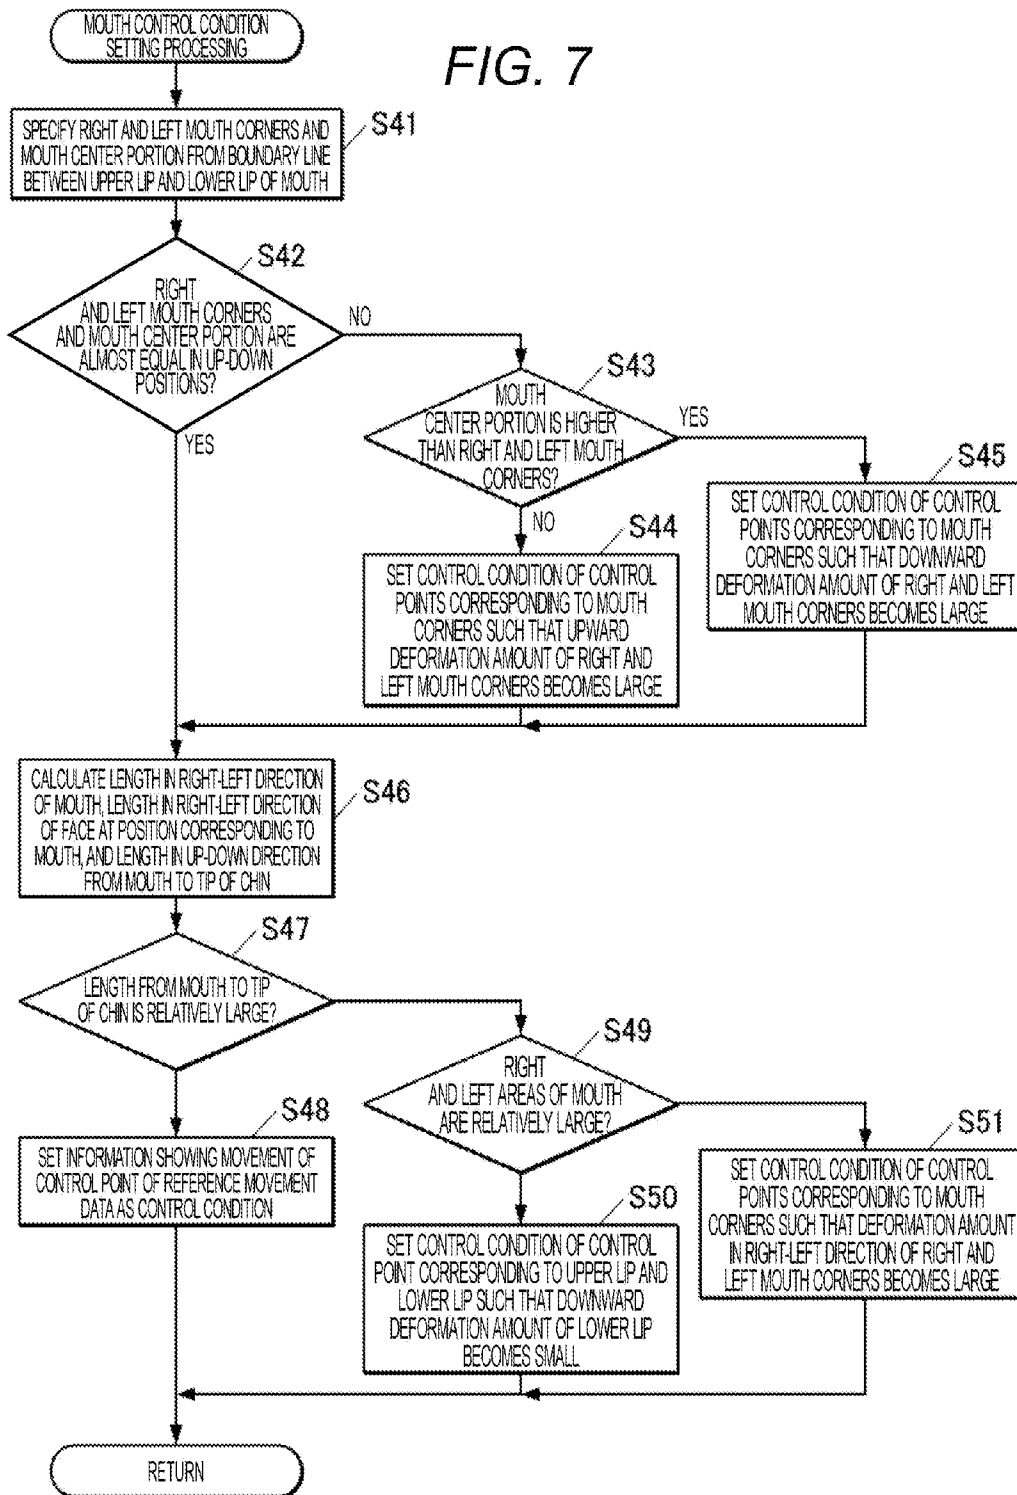 MOUTH CONTROL CONDITION
SETTING PROCESSING
FIG. 7
S41
SPECIFY RIGHT AND LEFT MOUTH CORNERS AND
MOUTH CENTER PORTION FROM BOUNDARY LINE
BETWEEN UPPER LIP AND LOWER LIP OF MOUTH
S42
RIGHT
AND LEFT MOUTH CORNERS
AND MOUTH CENTER PORTION ARE
ALMOST EQUAL IN UP-DOWN
POSITIONS?
NO
YES
S43
MOUTH
CENTER PORTION IS HIGHER
THAN RIGHT AND LEFT MOUTH
CORNERS?
YES
NO
S44
SET CONTROL CONDITION OF CONTROL
POINTS CORRESPONDING TO MOUTH
CORNERS SUCH THAT UPWARD
DEFORMATION AMOUNT OF RIGHT AND
LEFT MOUTH CORNERS BECOMES LARGE
S45
SET CONTROL CONDITION OF CONTROL
POINTS CORRESPONDING TO MOUTH
CORNERS SUCH THAT DOWNWARD
DEFORMATION AMOUNT OF RIGHT AND LEFT
MOUTH CORNERS BECOMES LARGE
S46
CALCULATE LENGTH IN RIGHT-LEFT DIRECTION
OF MOUTH, LENGTH IN RIGHT-LEFT DIRECTION
OF FACE AT POSITION CORRESPONDING TO
MOUTH, AND LENGTH IN UP-DOWN DIRECTION
FROM MOUTH TO TIP OF CHIN
S47
LENGTH FROM MOUTH TO TIP
OF CHIN IS RELATIVELY LARGE?
S48
SET INFORMATION SHOWING MOVEMENT OF
CONTROL POINT OF REFERENCE MOVEMENT
DATA AS CONTROL CONDITION
S49
RIGHT
AND LEFT AREAS OF MOUTH
ARE RELATIVELY LARGE?
S50
SET CONTROL CONDITION OF CONTROL
POINT CORRESPONDING TO UPPER LIP AND
LOWER LIP SUCH THAT DOWNWARD
DEFORMATION AMOUNT OF LOWER LIP
BECOMES SMALL
S51
SET CONTROL CONDITION OF CONTROL
POINTS CORRESPONDING TO MOUTH
CORNERS SUCH THAT DEFORMATION AMOUNT
IN RIGHT-LEFT DIRECTION OF RIGHT AND
LEFT MOUTH CORNERS BECOMES LARGE
RETURN